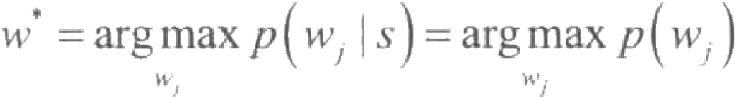 w* = arg max p(w_j | s) = arg max p(w_j)
w_j w_j